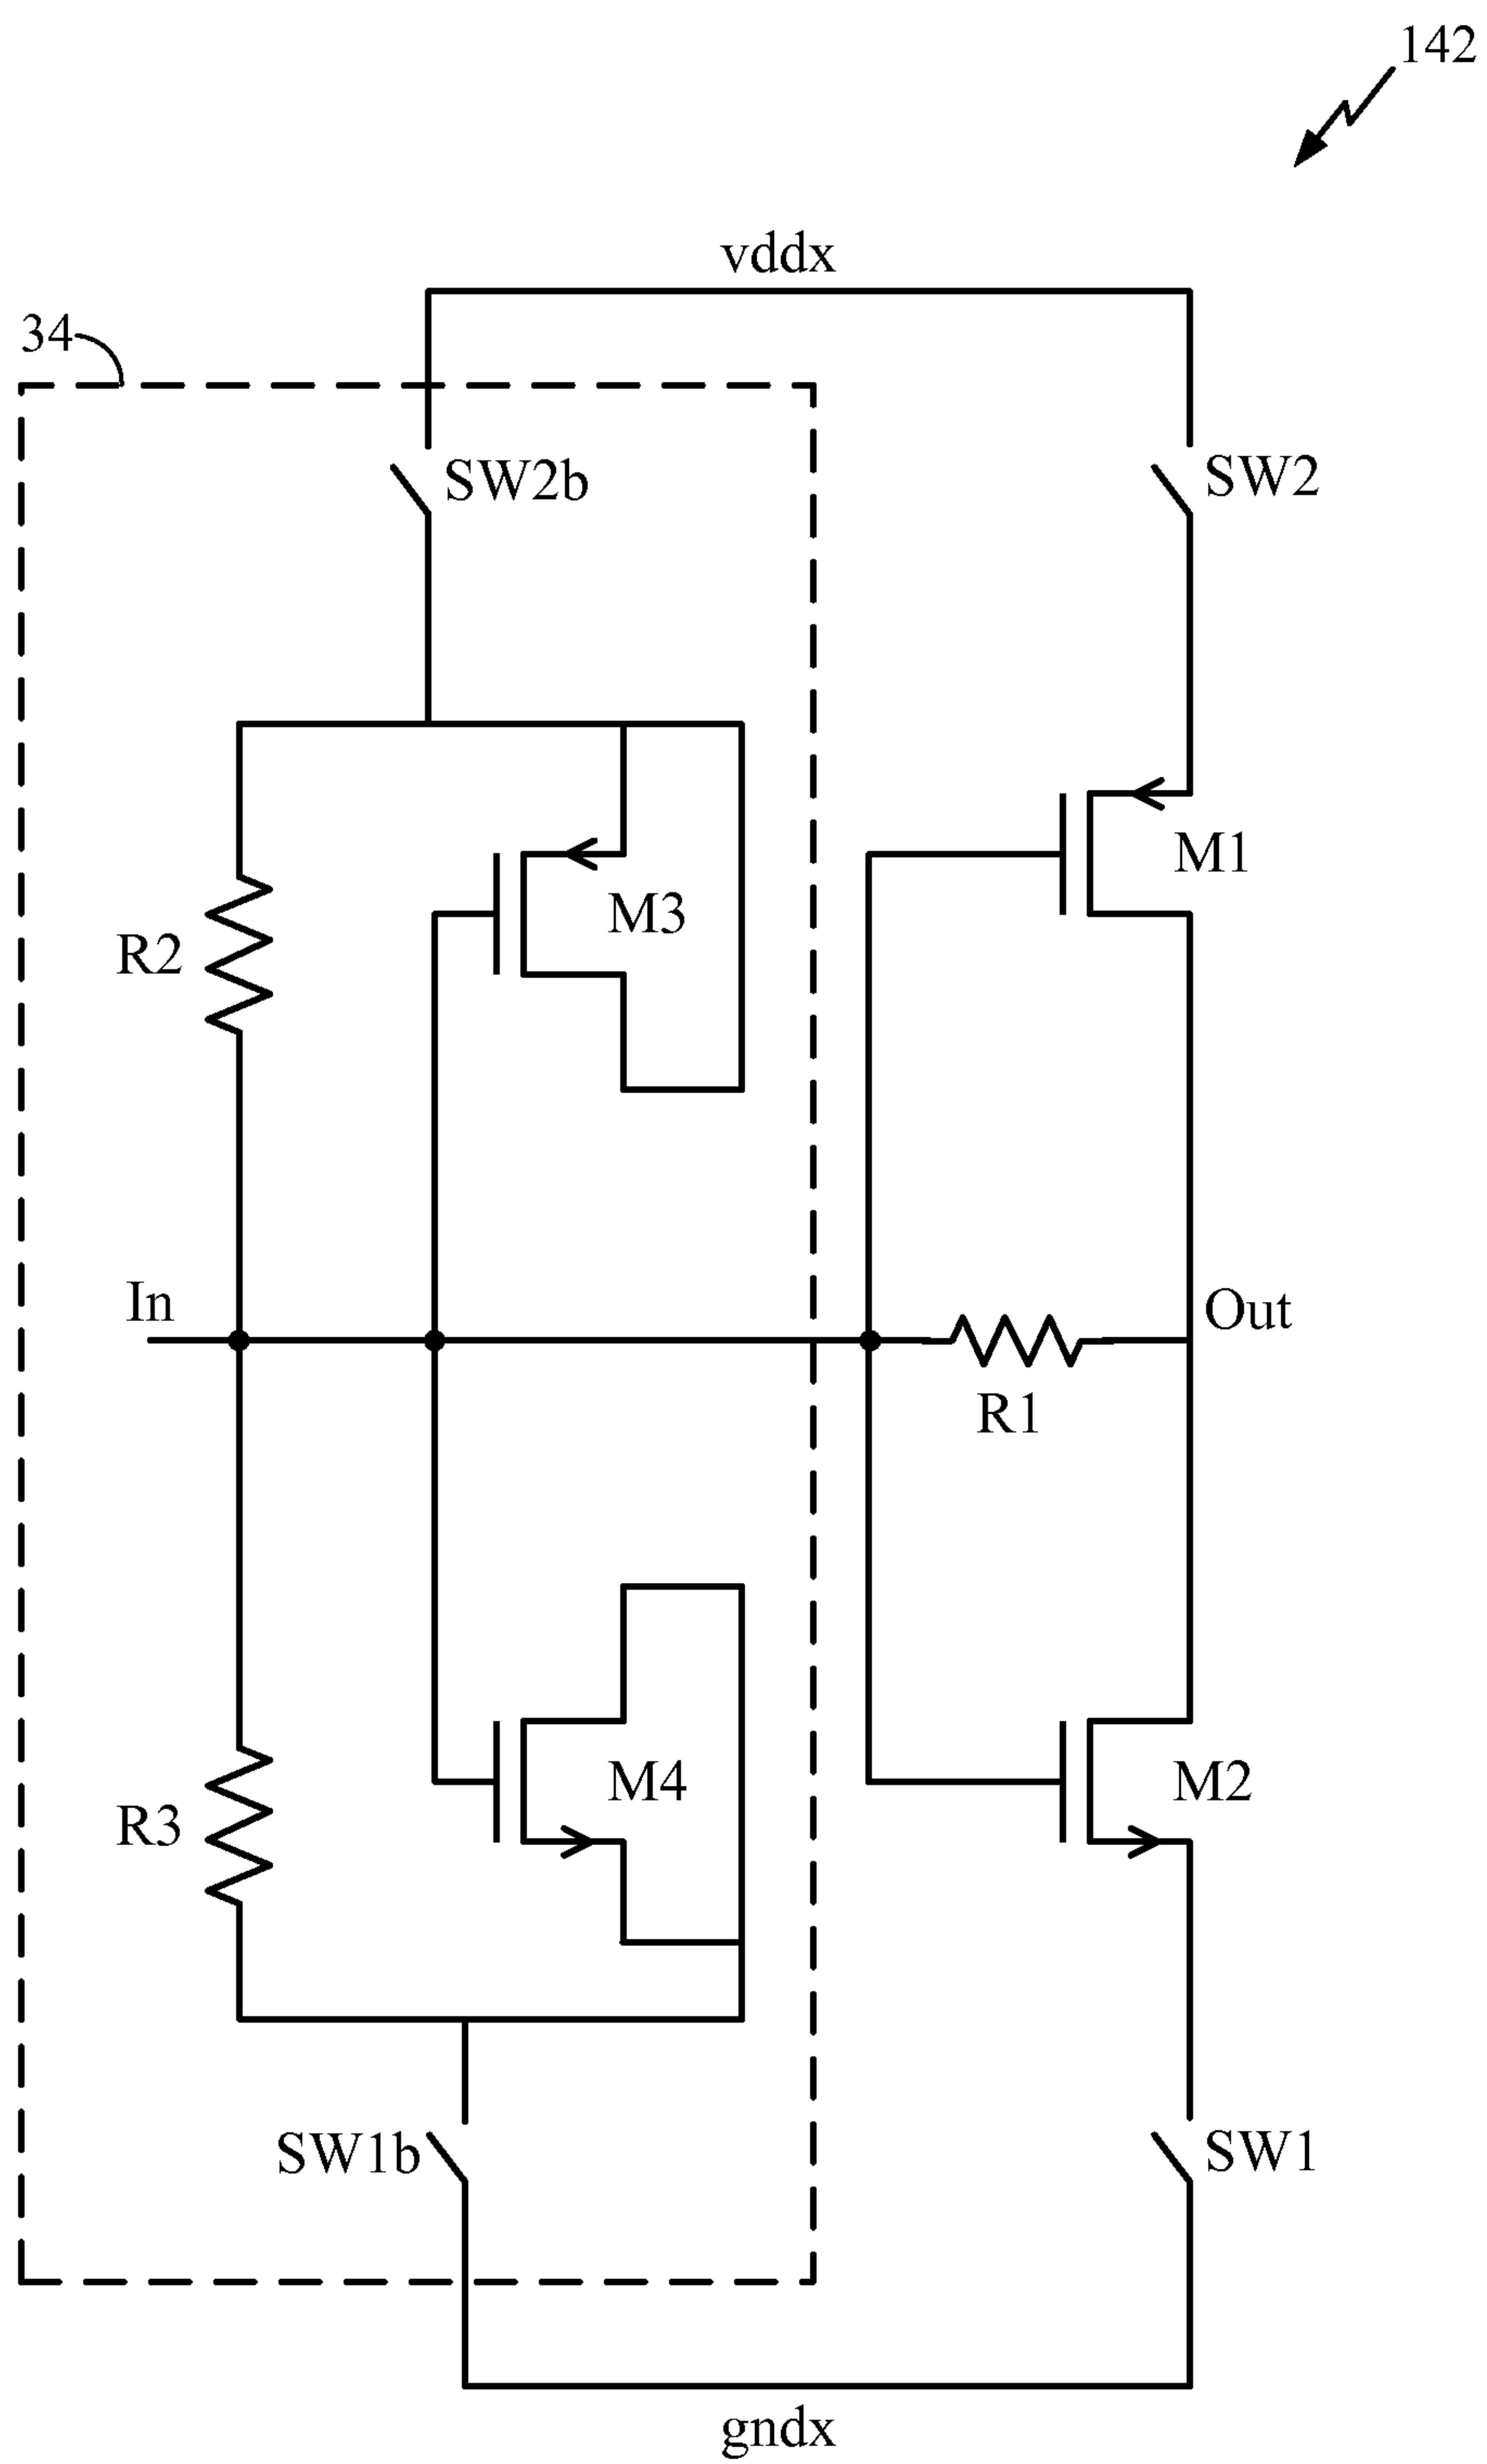 142
vddx
34
SW2b
SW2
M1
M3
R2
In
Out
R1
M4
M2
R3
SW1b
SW1
gndx